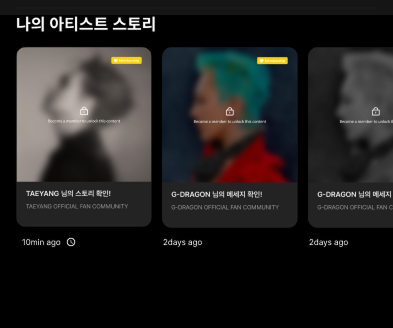 나의 아티스트 스토리
Become a member to unlock this content
TAEYANG 님의 스토리 확인!
TAEYANG OFFICIAL FAN COMMUNITY
10min ago
Become a member to unlock this content
G-DRAGON 님의 메세지 확인!
G-DRAGON OFFICIAL FAN COMMUNITY
2days ago
Become a member to unlock this
G-DRAGON 님의 메세지
G-DRAGON OFFICIAL FAN C
2days ago